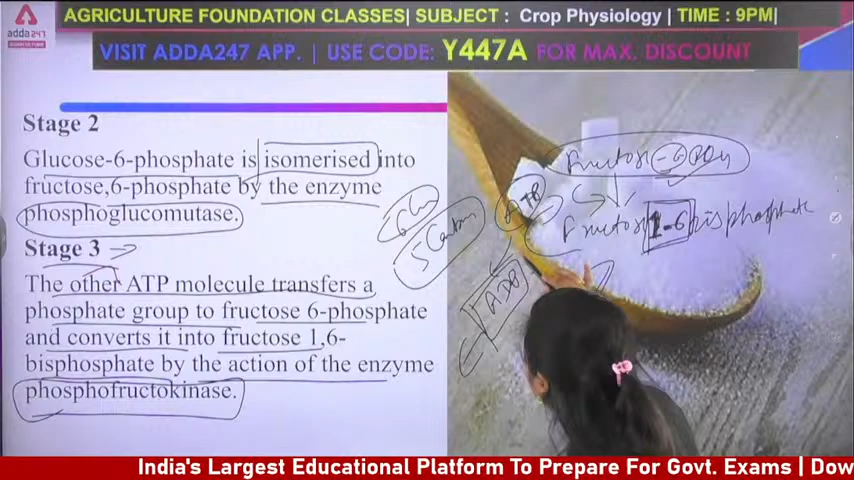 AGRICULTURE FOUNDATION CLASSES| SUBJECT : Crop Physiology | TIME : 9PM|
adda247
VISIT ADDA247 APP. | USE CODE: Y447A FOR MAX. DISCOUNT
Stage 2
Glucose-6-phosphate is isomerised into
fructose,6-phosphate by the enzyme
phosphoglucomutase.
Stage 3
The other ATP molecule transfers a
phosphate group to fructose 6-phosphate
and converts it into fructose 1,6-
bisphosphate by the action of the enzyme
phosphofructokinase.
ATP
1-6 bisphosphate
ADP
India's Largest Educational Platform To Prepare For Govt. Exams | Dow